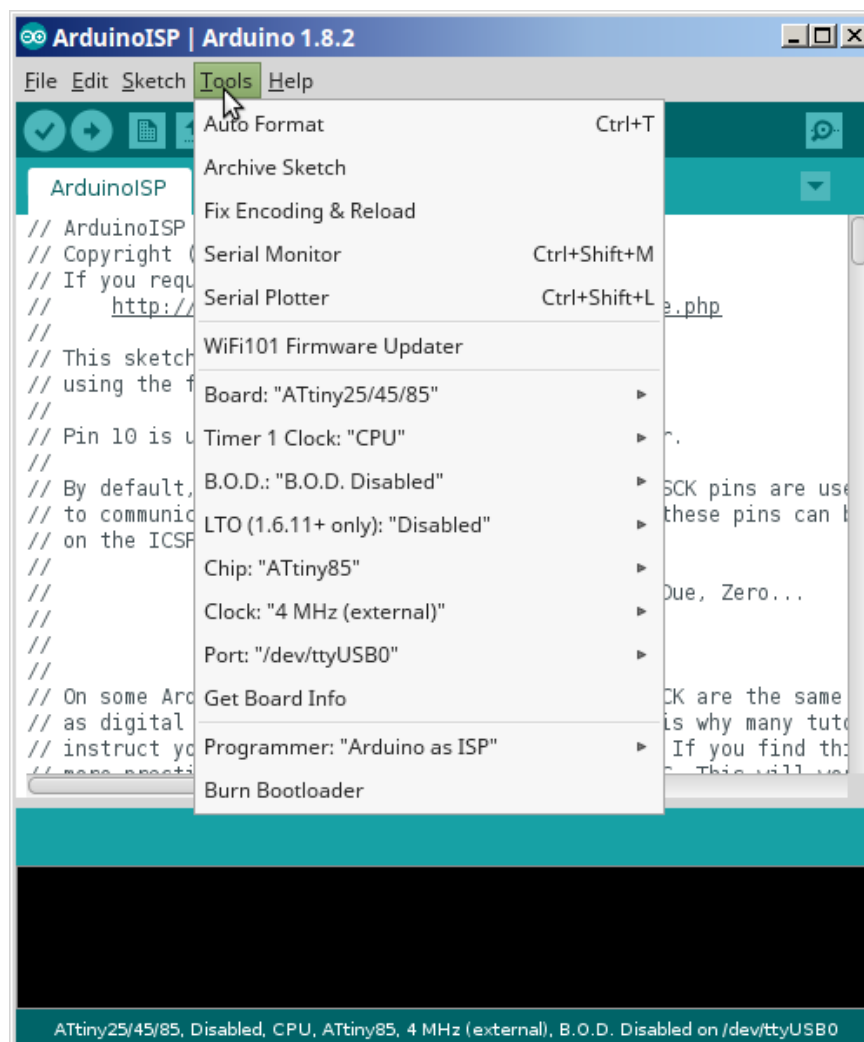 ArduinoISP | Arduino 1.8.2
File Edit Sketch Tools Help
Auto Format Ctrl+T
Archive Sketch
Fix Encoding & Reload
Serial Monitor Ctrl+Shift+M
Serial Plotter Ctrl+Shift+L
WiFi101 Firmware Updater
Board: "ATtiny25/45/85"
Timer 1 Clock: "CPU"
B.O.D.: "B.O.D. Disabled"
LTO (1.6.11+ only): "Disabled"
Chip: "ATtiny85"
Clock: "4 MHz (external)"
Port: "/dev/ttyUSB0"
Get Board Info
Programmer: "Arduino as ISP"
Burn Bootloader
ArduinoISP
// ArduinoISP
// Copyright (
// If you requ
// http:// e.php
//
// This sketch
// using the f
//
// Pin 10 is u r.
//
// By default, SCK pins are use
// to communic these pins can b
// on the ICSP
//
// Due, Zero...
//
//
//
// On some Ard CK are the same
// as digital is why many tuto
// instruct yo If you find thi
ATtiny25/45/85, Disabled, CPU, ATtiny85, 4 MHz (external), B.O.D. Disabled on /dev/ttyUSB0